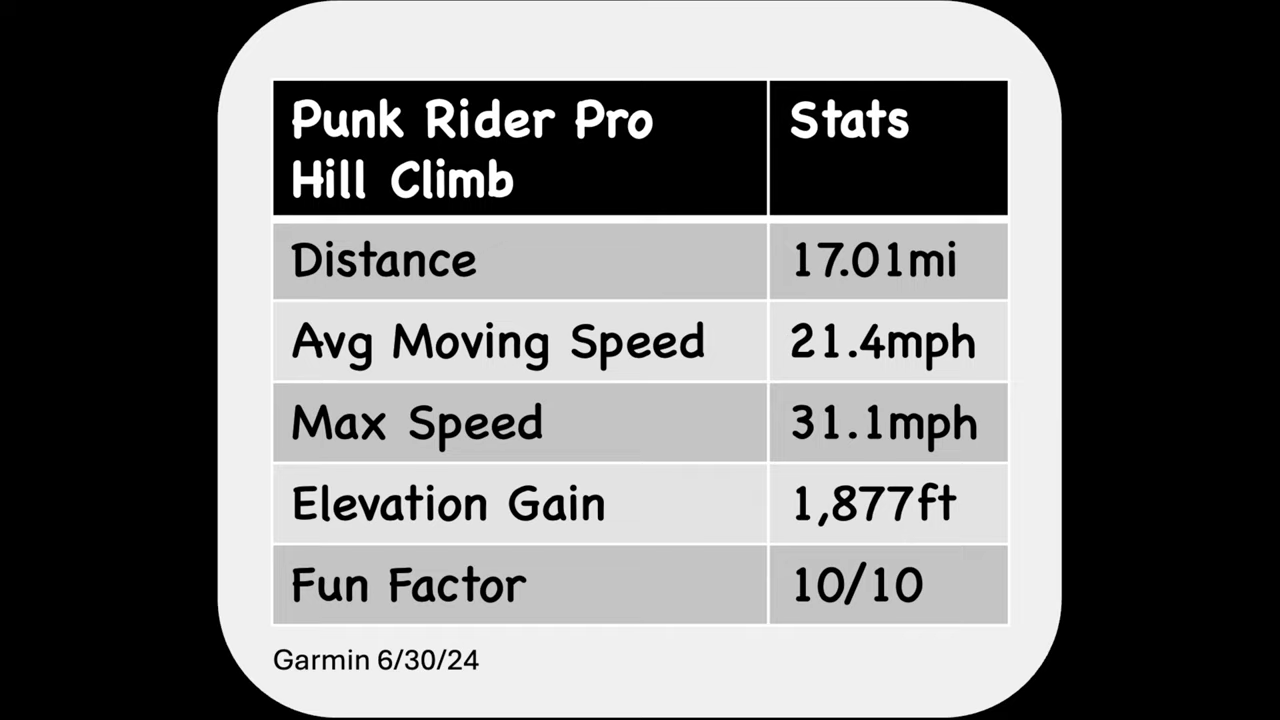 Punk Rider Pro Stats
Hill Climb
Distance 17.01mi
Avg Moving Speed 21.4mph
Max Speed 31.1mph
Elevation Gain 1,877ft
Fun Factor 10/10
Garmin 6/30/24